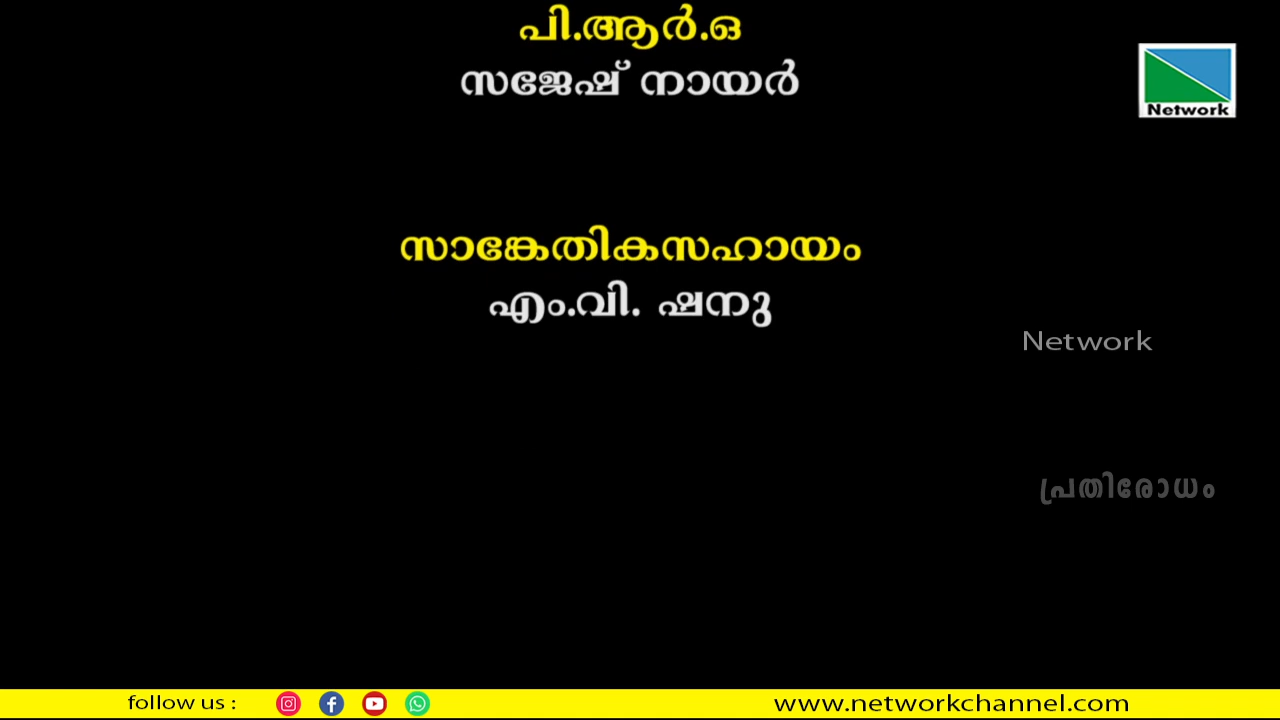 പി.ആർ.ഒ
സജേഷ് നായർ
Network
സാങ്കേതികസഹായം
എം.വി. ഷനു
Network
പ്രതിരോധം
follow us :
www.networkchannel.com